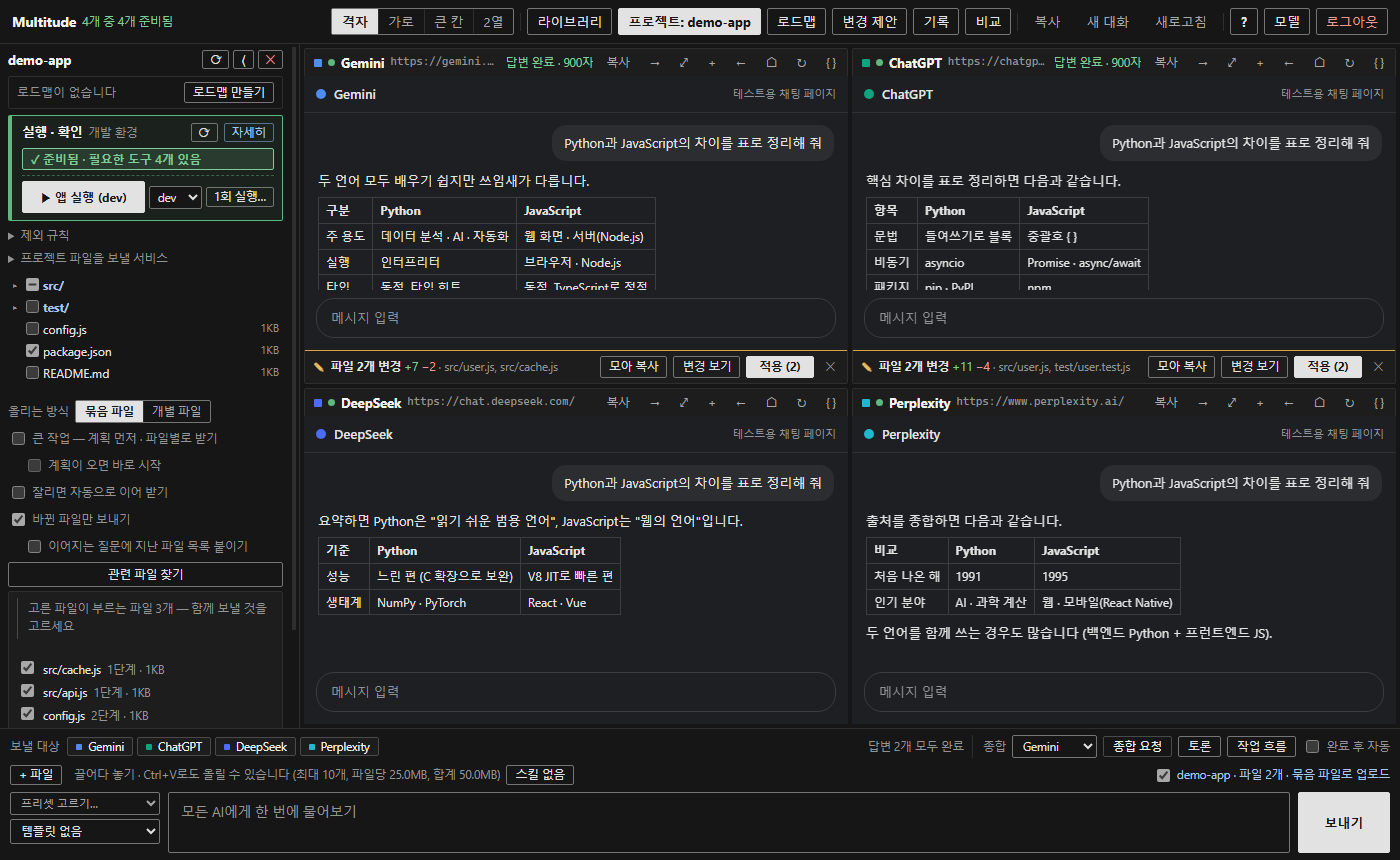 Multitude 4개 중 4개 준비됨 격자 가로 큰 칸 2열 라이브러리 프로젝트: demo-app 로드맵 변경 제안 기록 비교 복사 새 대화 새로고침 ? 모델 로그아웃
demo-app
로드맵이 없습니다 로드맵 만들기
실행 · 확인 개발 환경 자세히
✓ 준비됨 · 필요한 도구 4개 있음
▶ 앱 실행 (dev) dev 1회 실행...
▶ 제외 규칙
▶ 프로젝트 파일을 보낼 서비스
src/
test/
config.js 1KB
package.json 1KB
README.md 1KB
올리는 방식 묶음 파일 개별 파일
큰 작업 — 계획 먼저 · 파일별로 받기
계획이 오면 바로 시작
잘리면 자동으로 이어 받기
바뀐 파일만 보내기
이어지는 질문에 지난 파일 목록 붙이기
관련 파일 찾기
고른 파일이 부르는 파일 3개 — 함께 보낼 것을
고르세요
src/cache.js 1단계 · 1KB
src/api.js 1단계 · 1KB
config.js 2단계 · 1KB
Gemini https://gemini.... 답변 완료 · 900자 복사 → ⤢ + ← ↻ { }
Gemini 테스트용 채팅 페이지
Python과 JavaScript의 차이를 표로 정리해 줘
두 언어 모두 배우기 쉽지만 쓰임새가 다릅니다.
구분 Python JavaScript
주 용도 데이터 분석 · AI · 자동화 웹 화면 · 서버(Node.js)
실행 인터프리터 브라우저 · Node.js
타입 동적, 타입 힌트 동적, TypeScript로 정적
메시지 입력
파일 2개 변경 +7 −2 · src/user.js, src/cache.js 모아 복사 변경 보기 적용 (2) ×
ChatGPT https://chatgp... 답변 완료 · 900자 복사 → ⤢ + ← ↻ { }
ChatGPT 테스트용 채팅 페이지
Python과 JavaScript의 차이를 표로 정리해 줘
핵심 차이를 표로 정리하면 다음과 같습니다.
항목 Python JavaScript
문법 들여쓰기로 블록 중괄호 { }
비동기 asyncio Promise · async/await
패키지 pip · PyPI npm
메시지 입력
파일 2개 변경 +11 −4 · src/user.js, test/user.test.js 모아 복사 변경 보기 적용 (2) ×
DeepSeek https://chat.deepseek.com/ 복사 → ⤢ + ← ↻ { }
DeepSeek 테스트용 채팅 페이지
Python과 JavaScript의 차이를 표로 정리해 줘
요약하면 Python은 "읽기 쉬운 범용 언어", JavaScript는 "웹의 언어"입니다.
기준 Python JavaScript
성능 느린 편 (C 확장으로 보완) V8 JIT로 빠른 편
생태계 NumPy · PyTorch React · Vue
메시지 입력
Perplexity https://www.perplexity.ai/ 복사 → ⤢ + ← ↻ { }
Perplexity 테스트용 채팅 페이지
Python과 JavaScript의 차이를 표로 정리해 줘
출처를 종합하면 다음과 같습니다.
비교 Python JavaScript
처음 나온 해 1991 1995
인기 분야 AI · 과학 계산 웹 · 모바일(React Native)
두 언어를 함께 쓰는 경우도 많습니다 (백엔드 Python + 프런트엔드 JS).
메시지 입력
보낼 대상 Gemini ChatGPT DeepSeek Perplexity 답변 2개 모두 완료 종합 Gemini 종합 요청 토론 작업 흐름 완료 후 자동
+ 파일 끌어다 놓기 · Ctrl+V로도 올릴 수 있습니다 (최대 10개, 파일당 25.0MB, 합계 50.0MB) 스킬 없음 demo-app · 파일 2개 · 묶음 파일로 업로드
프리셋 고르기...
템플릿 없음
모든 AI에게 한 번에 물어보기
보내기